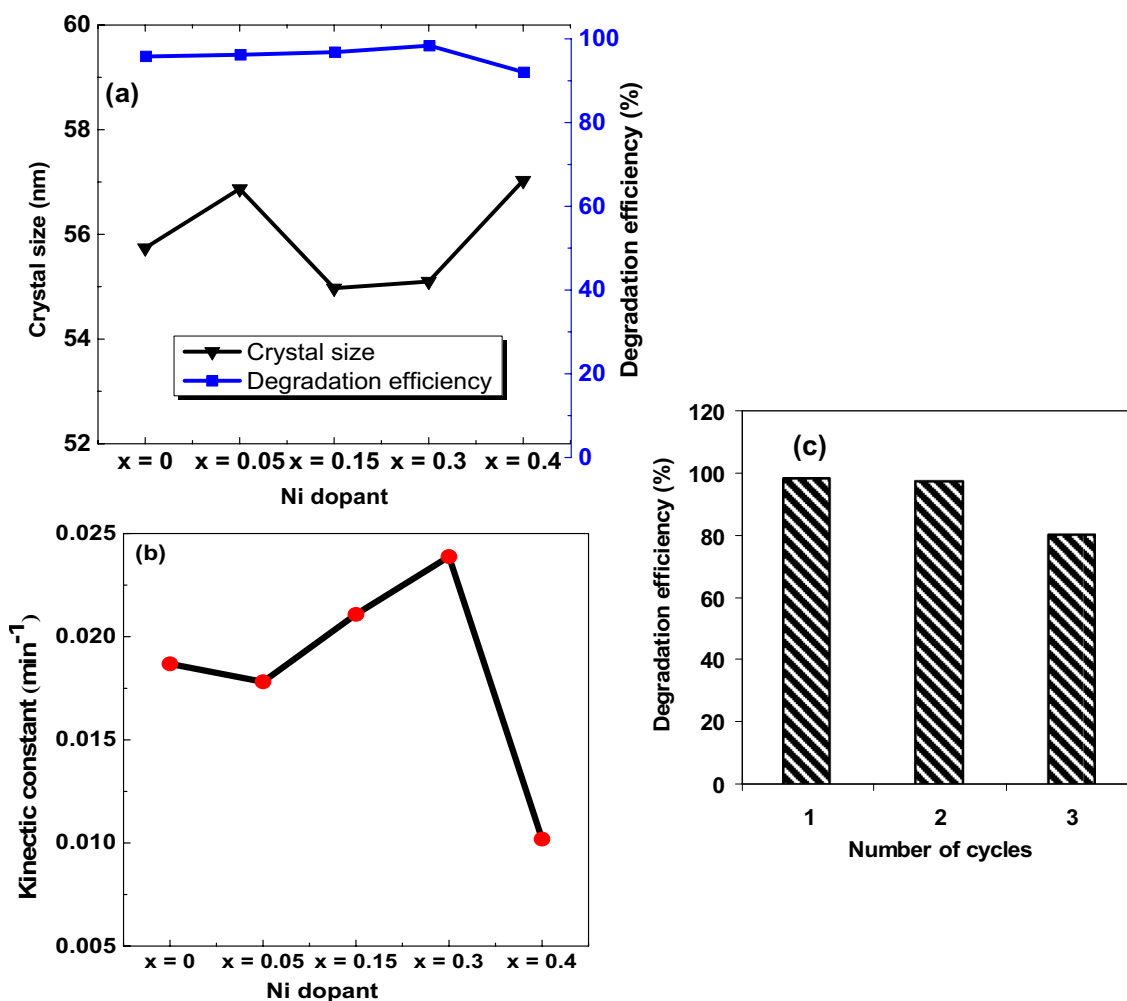 (a)
60
58
56
54
52
Crystal size (nm)
100
80
60
40
20
0
Degradation efficiency (%)
Crystal size
Degradation efficiency
x = 0 x = 0.05 x = 0.15 x = 0.3 x = 0.4
Ni dopant
(b)
0.025
0.020
0.015
0.010
0.005
Kinectic constant (min-1)
x = 0 x = 0.05 x = 0.15 x = 0.3 x = 0.4
Ni dopant
(c)
120
100
80
60
40
20
0
Degradation efficiency (%)
1 2 3
Number of cycles